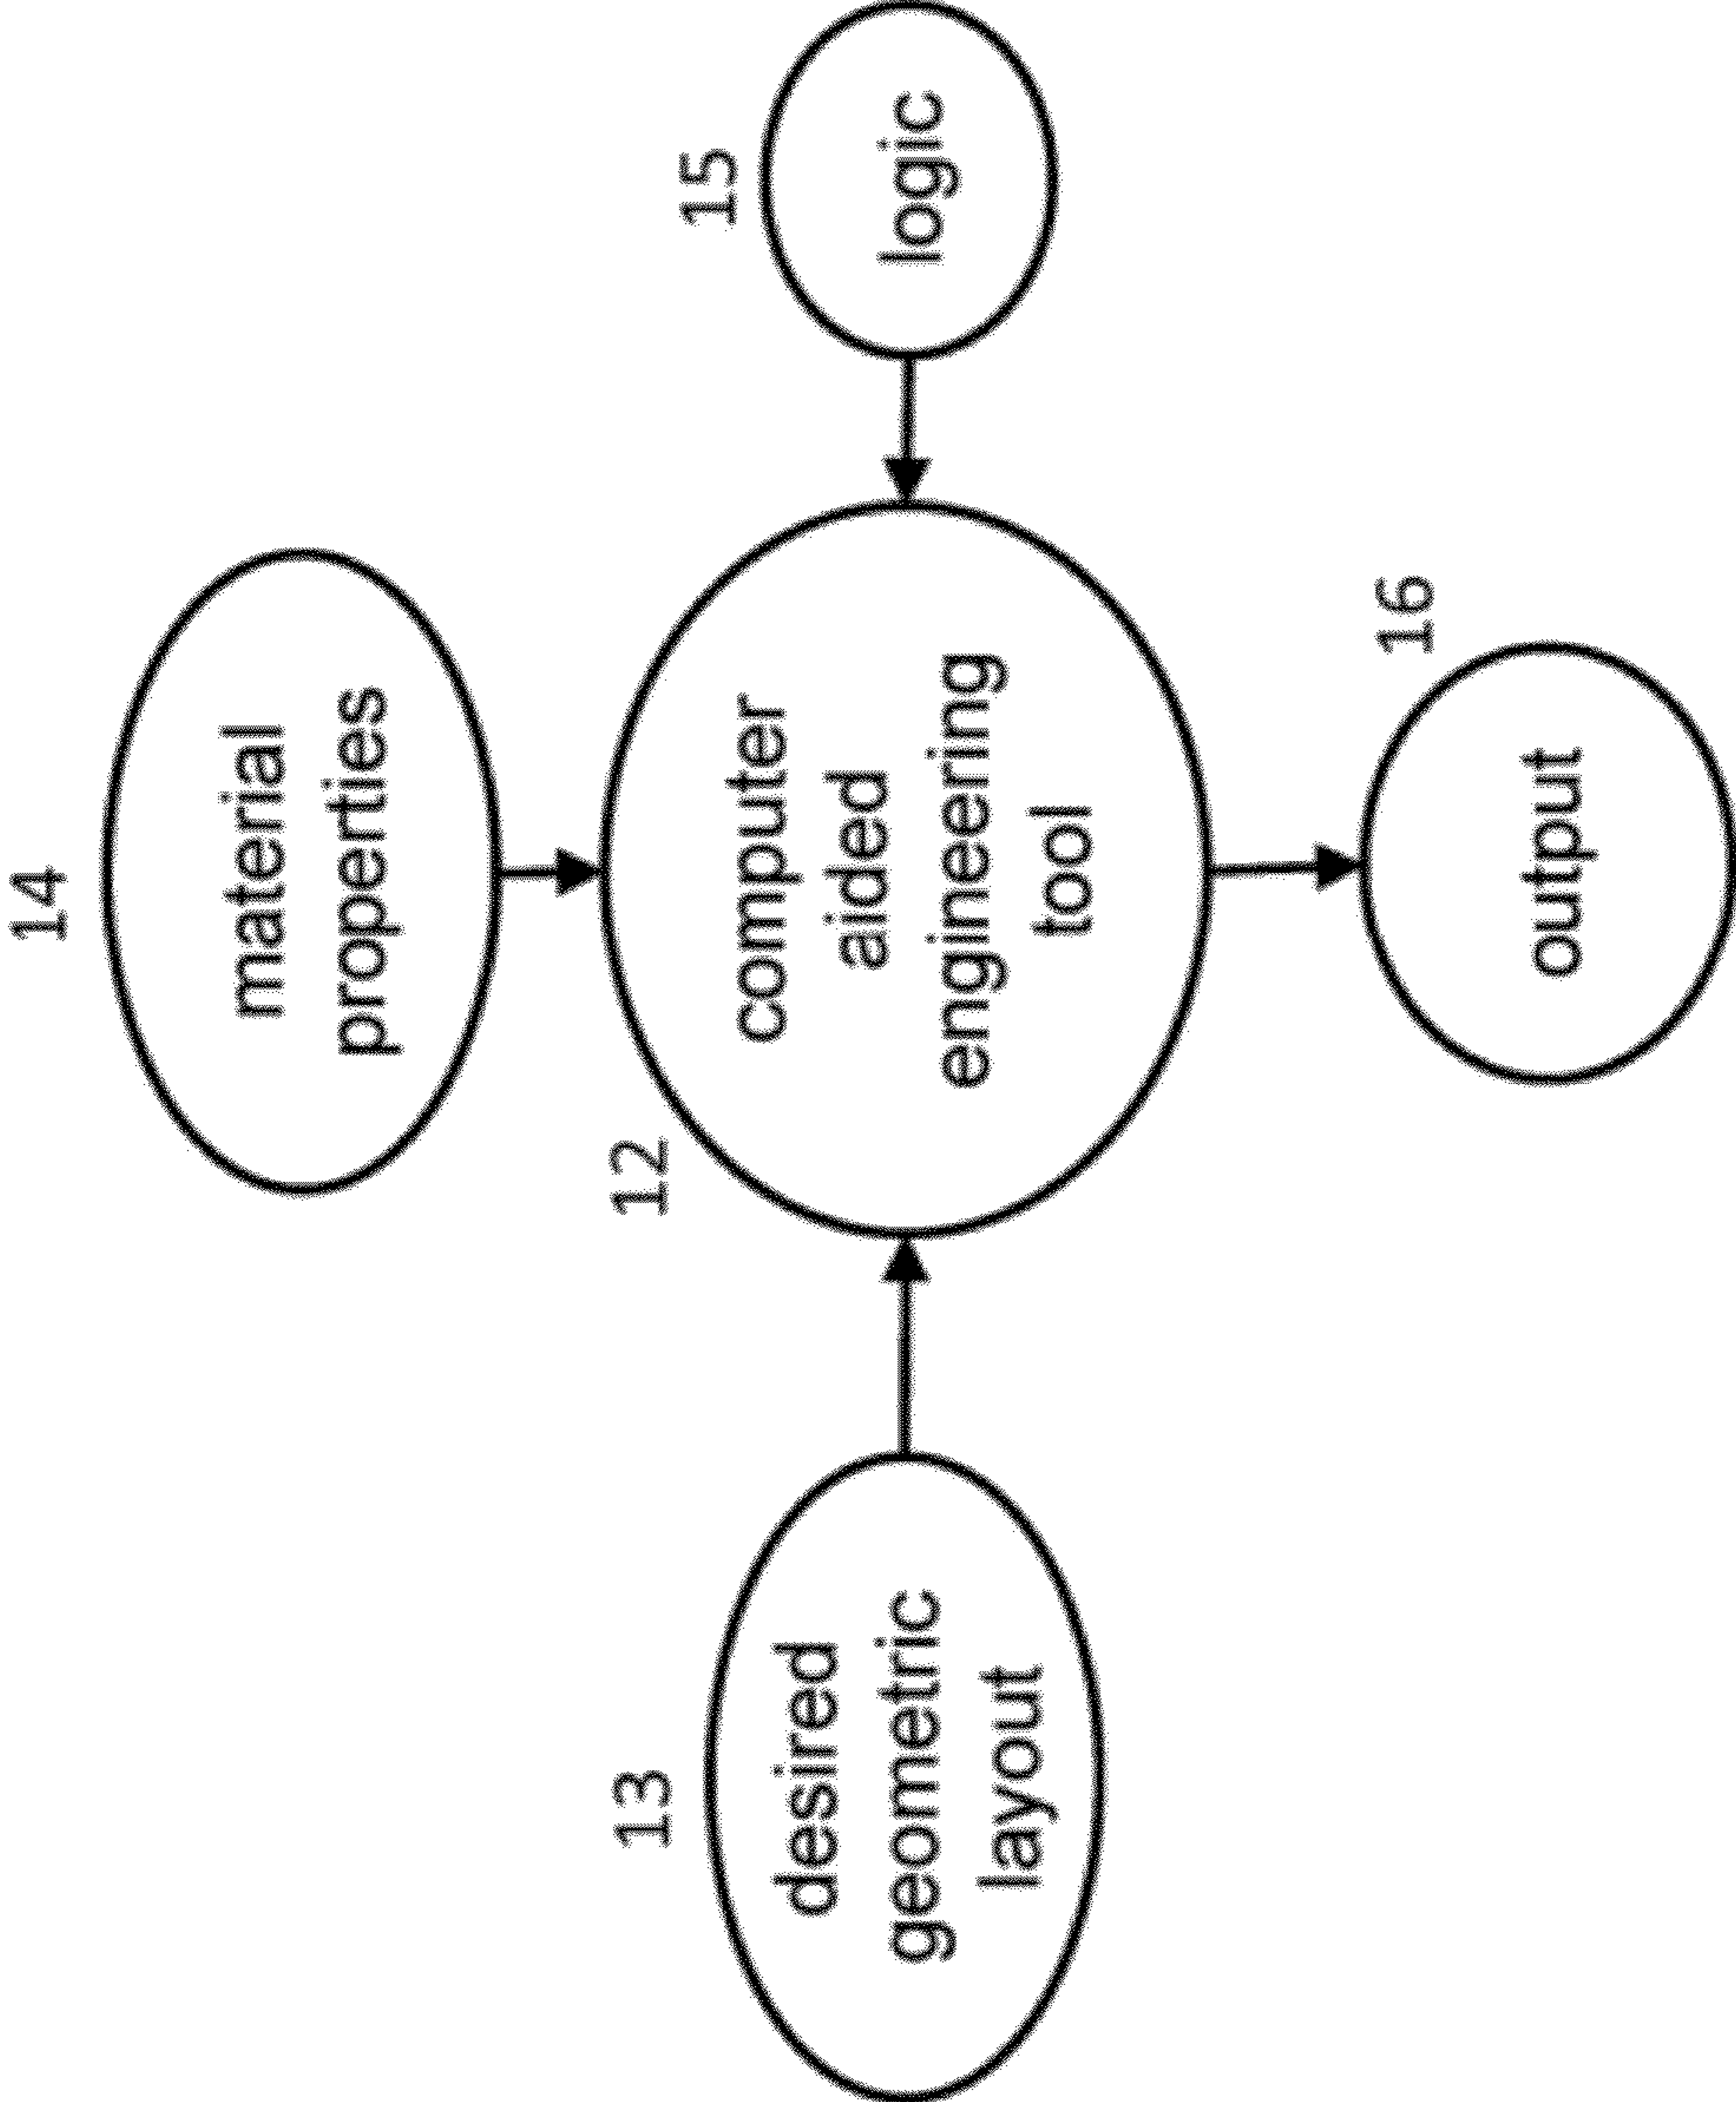 14
material
properties
12
computer
aided
engineering
tool
13
desired
geometric
layout
15
logic
16
output